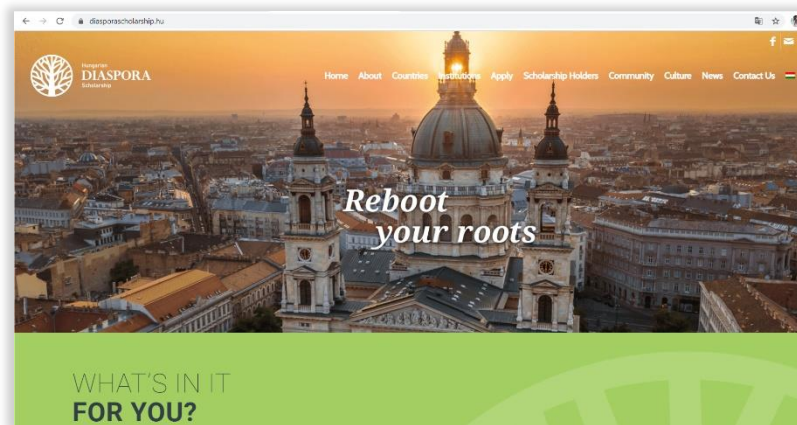 diasporascholarship.hu
Hungarian
DIASPORA
Scholarship
Home About Countries Institutions Apply Scholarship Holders Community Culture News Contact Us
Reboot
your roots
WHAT'S IN IT
FOR YOU?